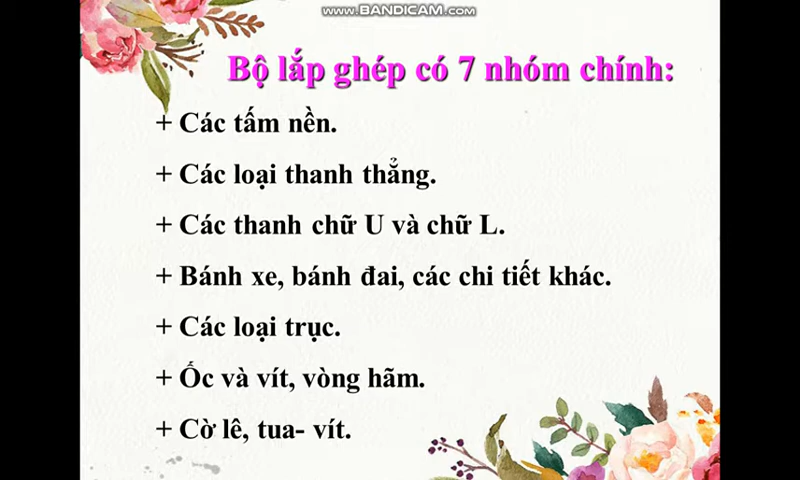 WWW.BANDICAM.COM
Bộ lắp ghép có 7 nhóm chính:
+ Các tấm nền.
+ Các loại thanh thẳng.
+ Các thanh chữ U và chữ L.
+ Bánh xe, bánh đai, các chi tiết khác.
+ Các loại trục.
+ Ốc và vít, vòng hãm.
+ Cờ lê, tua- vít.